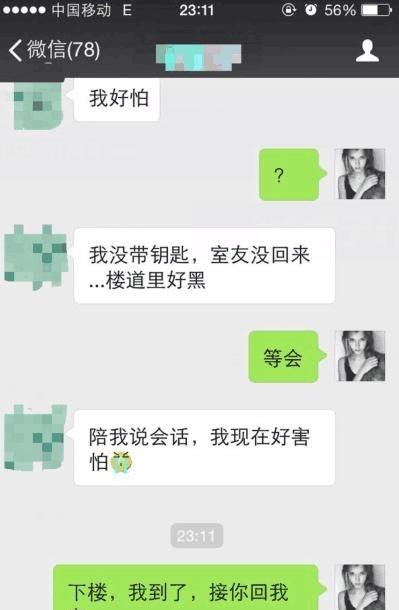 中国移动 E 23:11 56%
微信(78)
我好怕
?
我没带钥匙，室友没回来
...楼道里好黑
等会
陪我说会话，我现在好害
怕
23:11
下楼，我到了，接你回我